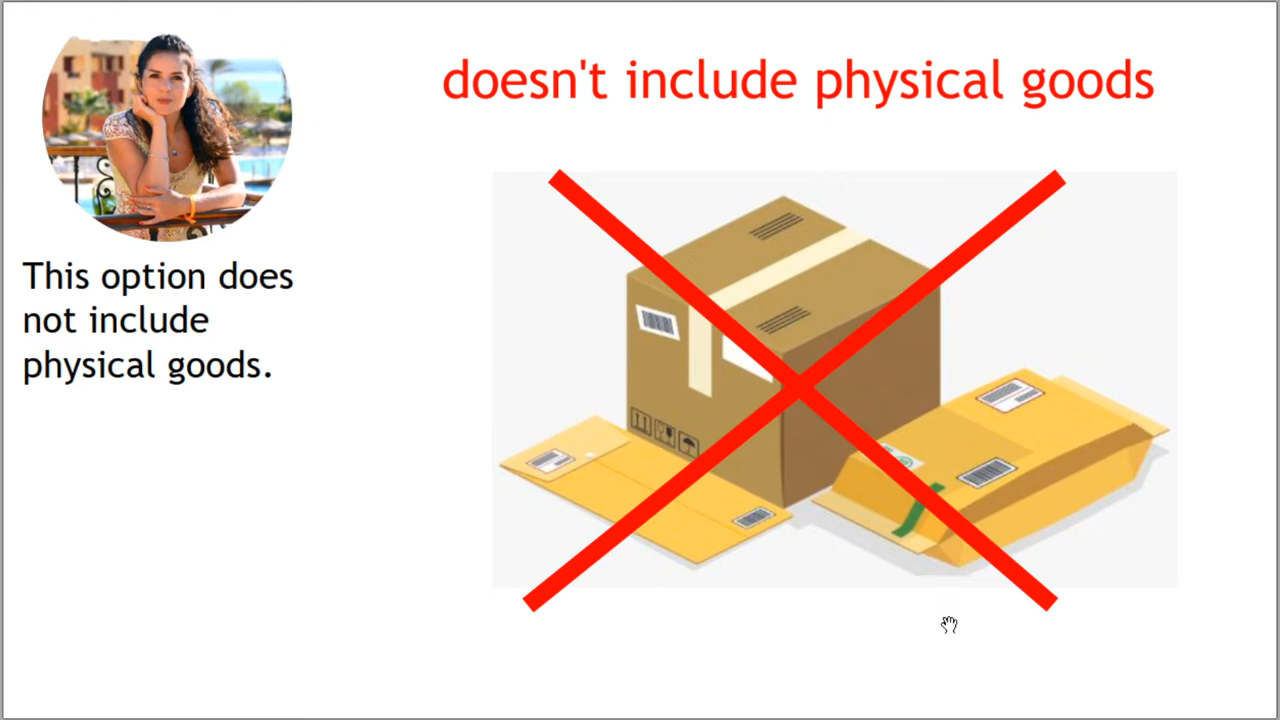 doesn't include physical goods
This option does
not include
physical goods.